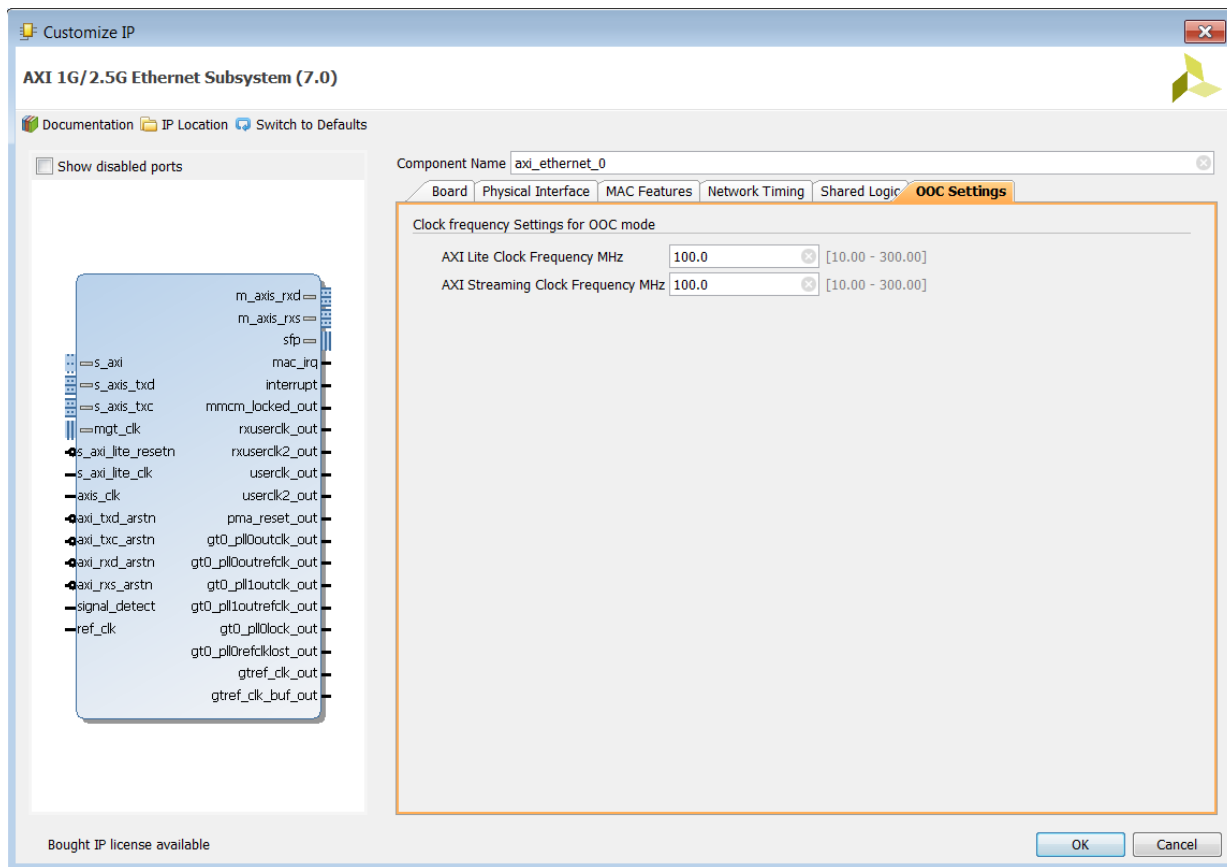 Customize IP
AXI 1G/2.5G Ethernet Subsystem (7.0)
Documentation IP Location Switch to Defaults
Show disabled ports
Component Name axi_ethernet_0
Board Physical Interface MAC Features Network Timing Shared Logic OOC Settings
Clock frequency Settings for OOC mode
AXI Lite Clock Frequency MHz 100.0 [10.00 - 300.00]
AXI Streaming Clock Frequency MHz 100.0 [10.00 - 300.00]
m_axis_rxd
m_axis_rxs
sfp
s_axi mac_irq
s_axis_txd interrupt
s_axis_txc mmcm_locked_out
mgt_clk rxuserclk_out
s_axi_lite_resetn rxuserclk2_out
s_axi_lite_clk userclk_out
axis_clk userclk2_out
axi_txd_arstn pma_reset_out
axi_txc_arstn gt0_pll0outclk_out
axi_rxd_arstn gt0_pll0outrefclk_out
axi_rxs_arstn gt0_pll1outclk_out
signal_detect gt0_pll1outrefclk_out
ref_clk gt0_pll0lock_out
gt0_pll0refclklost_out
gtref_clk_out
gtref_clk_buf_out
Bought IP license available
OK Cancel